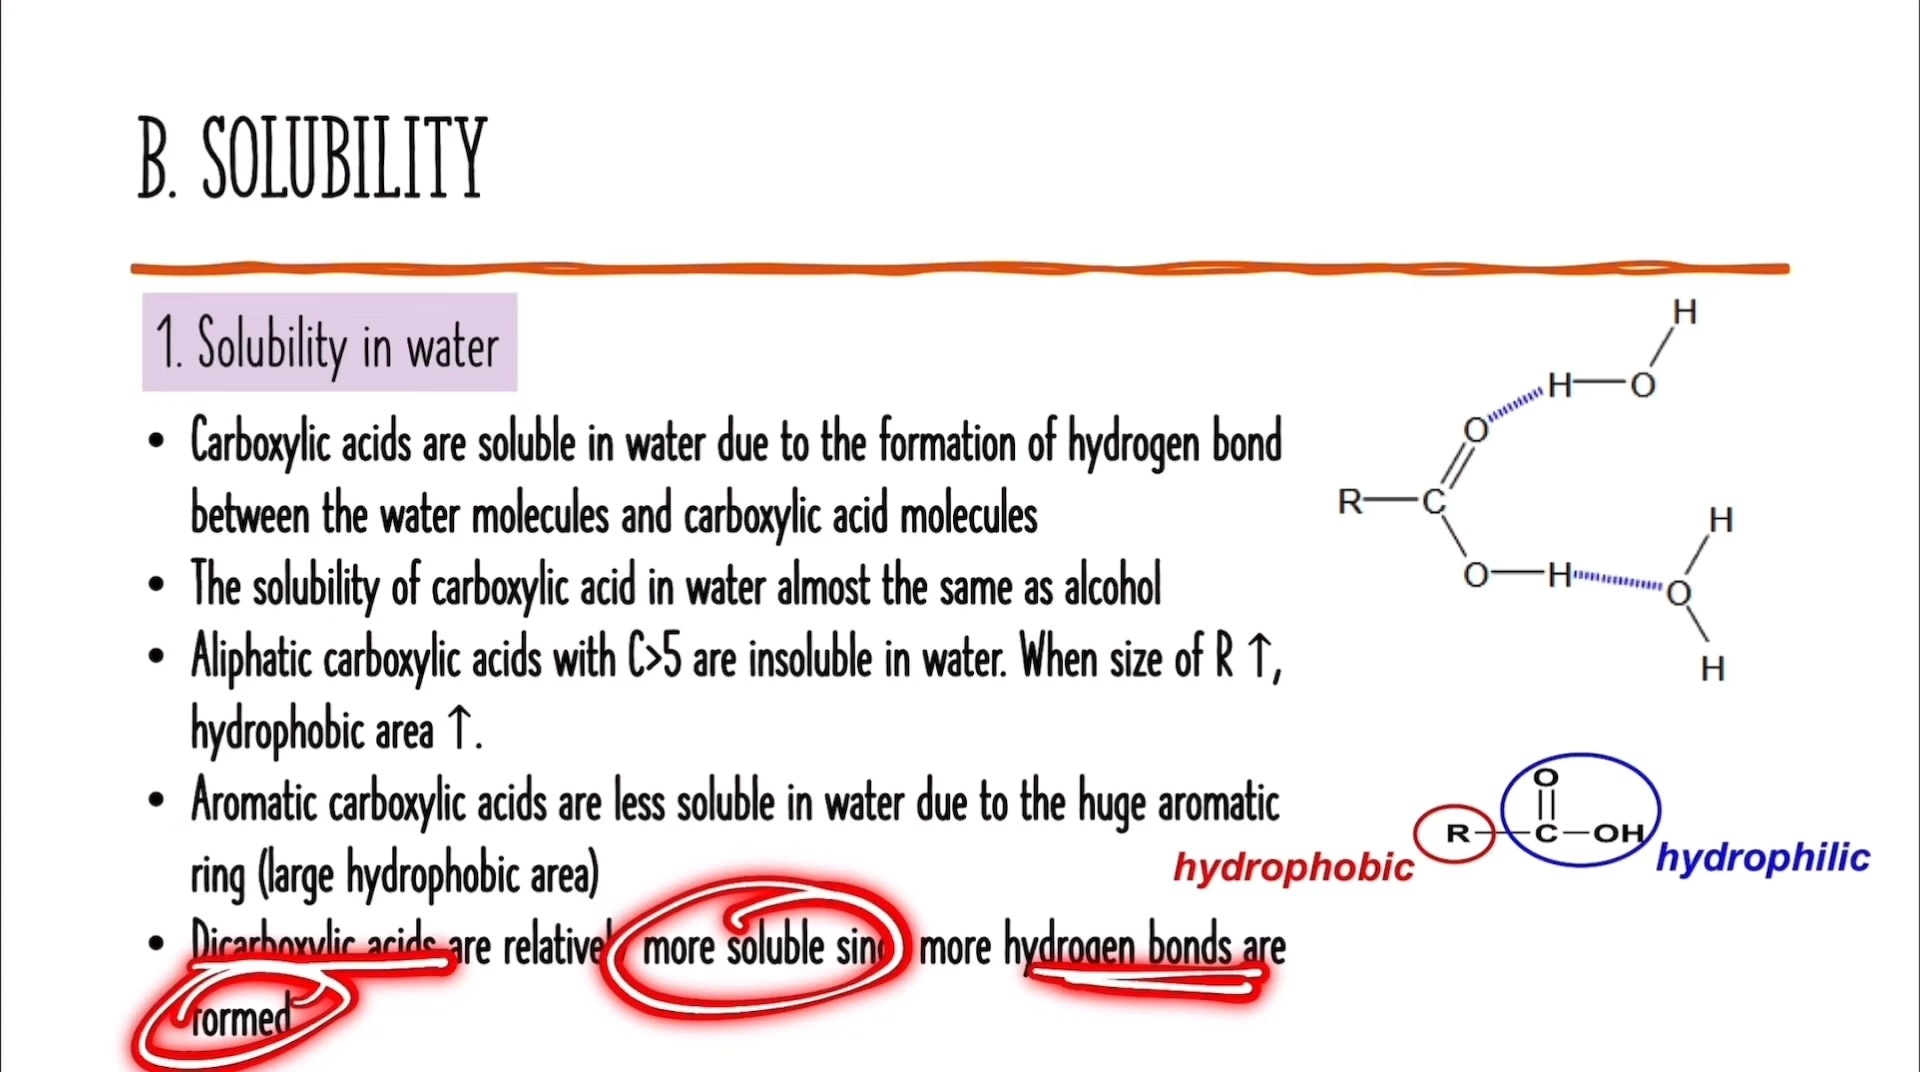 B. SOLUBILITY
1. Solubility in water
• Carboxylic acids are soluble in water due to the formation of hydrogen bond
between the water molecules and carboxylic acid molecules
• The solubility of carboxylic acid in water almost the same as alcohol
• Aliphatic carboxylic acids with C>5 are insoluble in water. When size of R ↑,
hydrophobic area ↑.
• Aromatic carboxylic acids are less soluble in water due to the huge aromatic
ring (large hydrophobic area)
• Dicarboxylic acids are relatively more soluble since more hydrogen bonds are
formed
H
H O
O
R C
H
O H O
H
O
R C OH
hydrophobic
hydrophilic